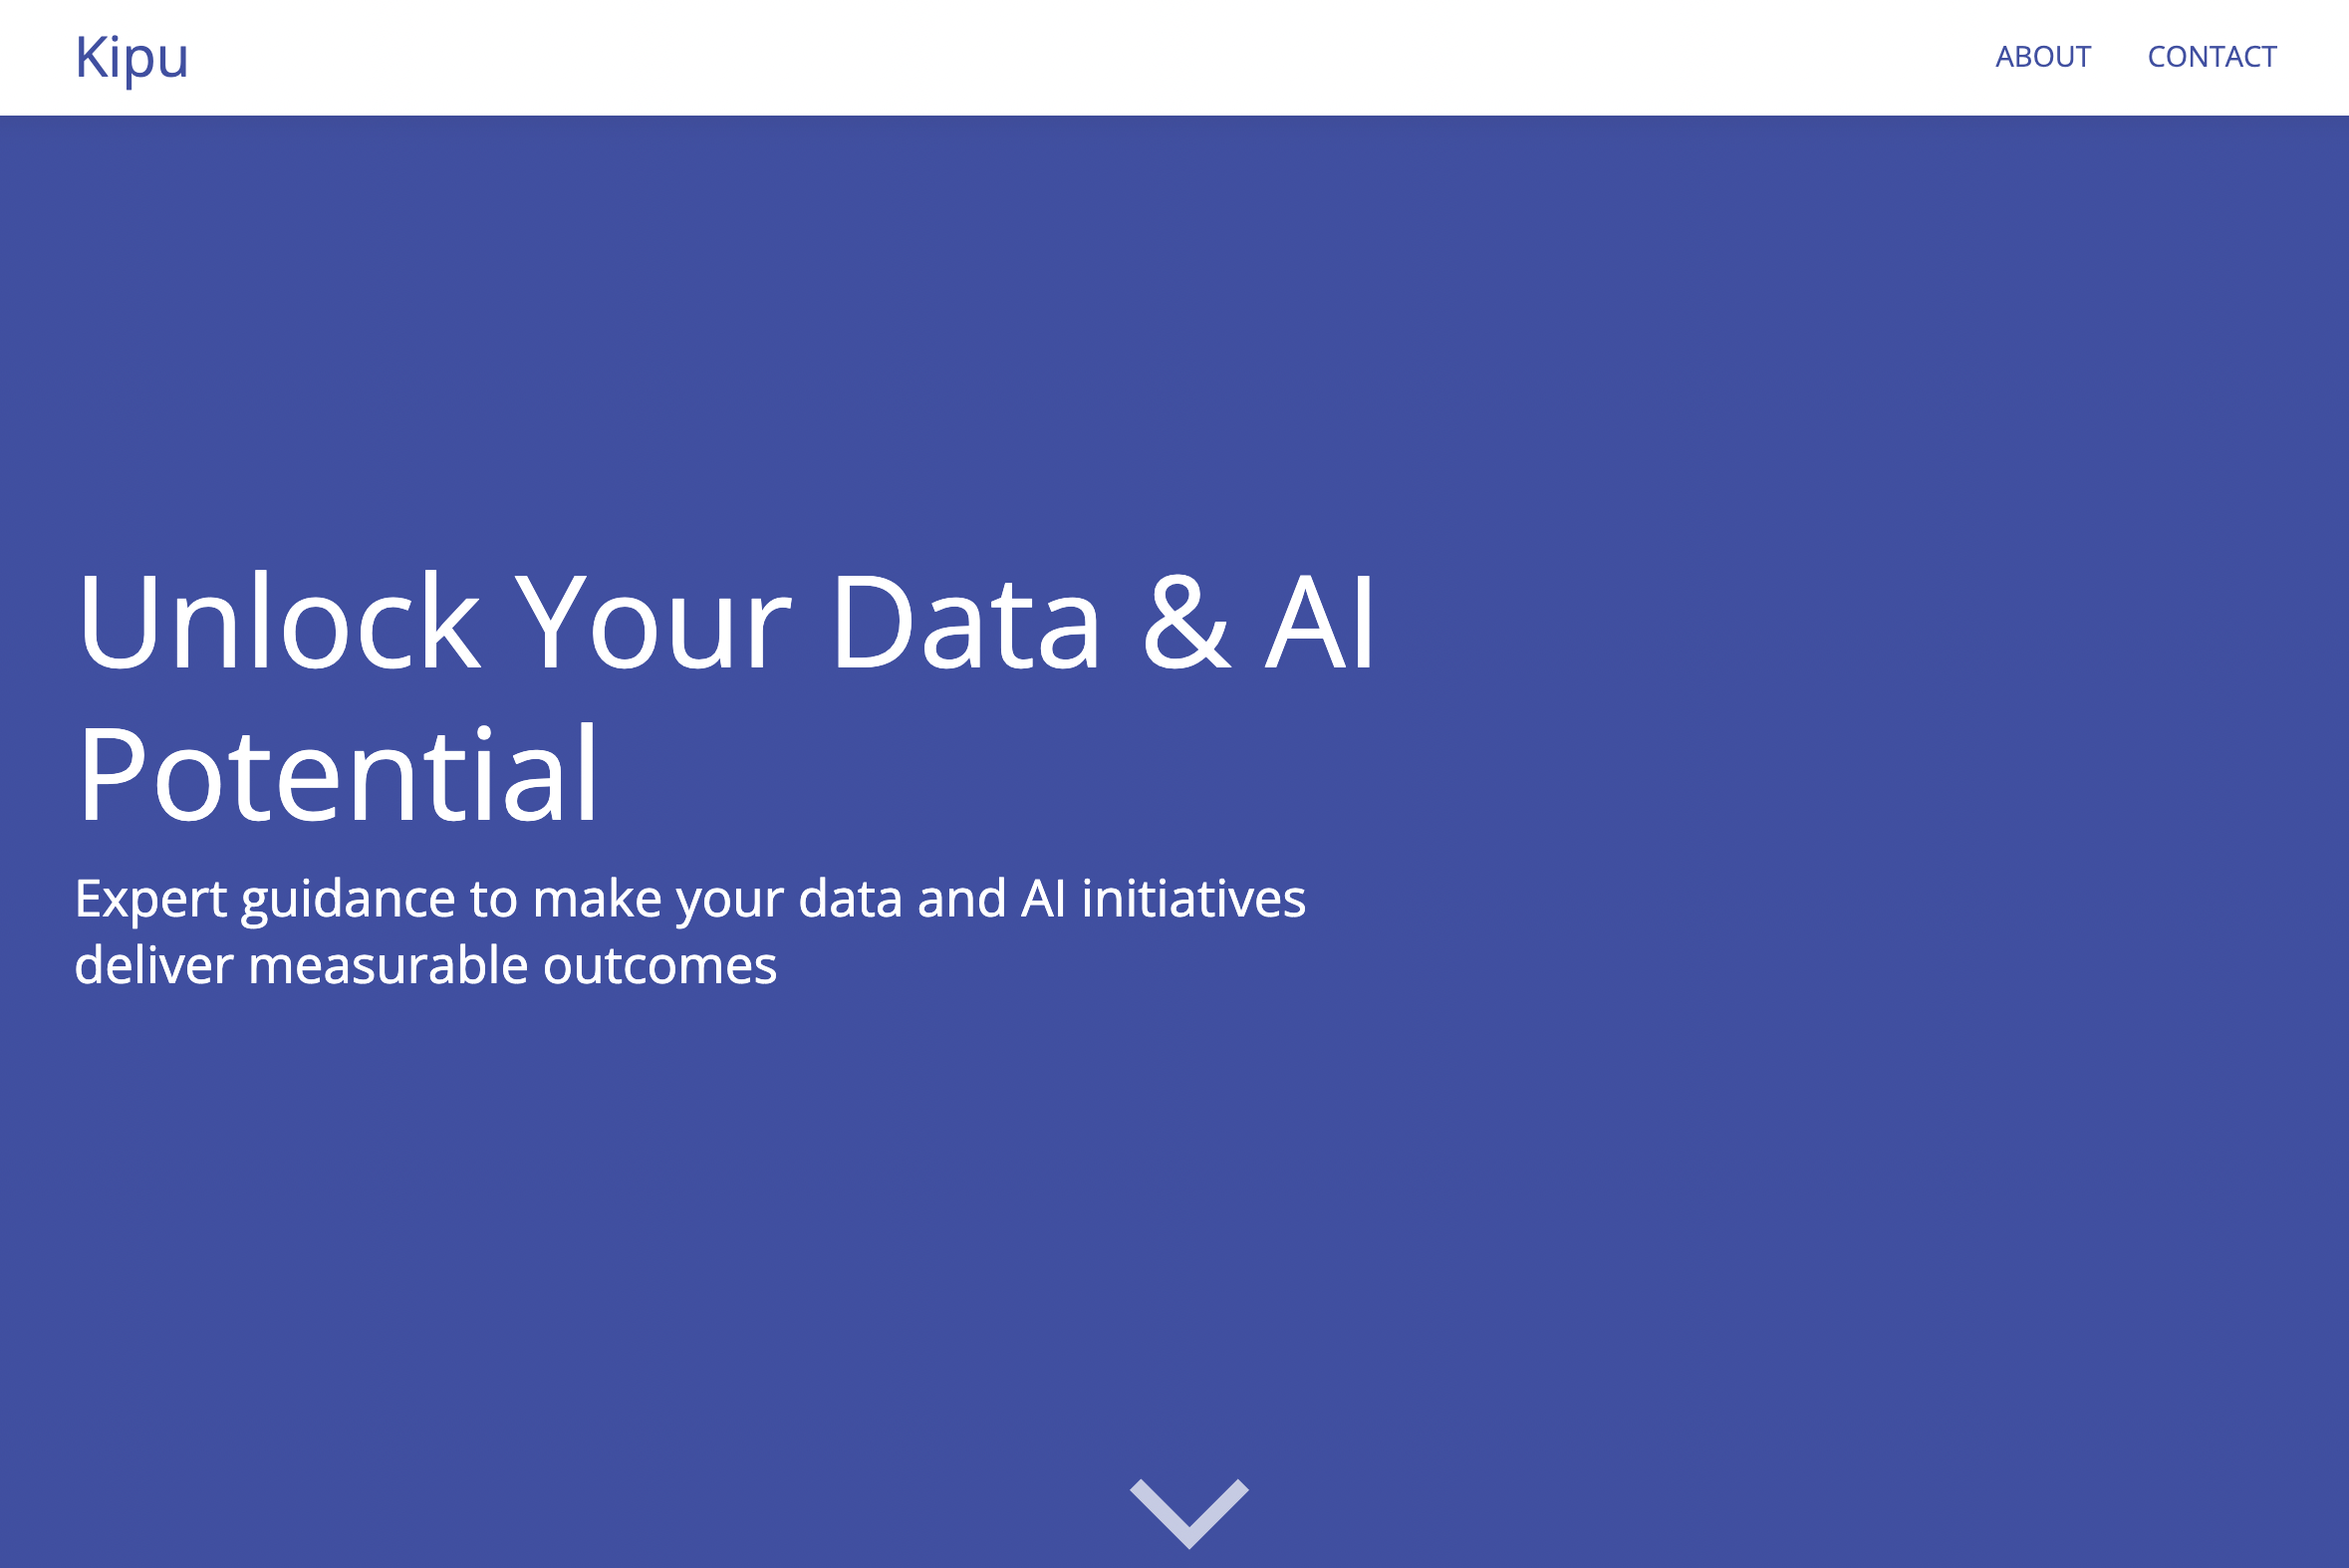 Kipu
ABOUT
CONTACT
Unlock Your Data & AI
Potential
Expert guidance to make your data and AI initiatives
deliver measurable outcomes